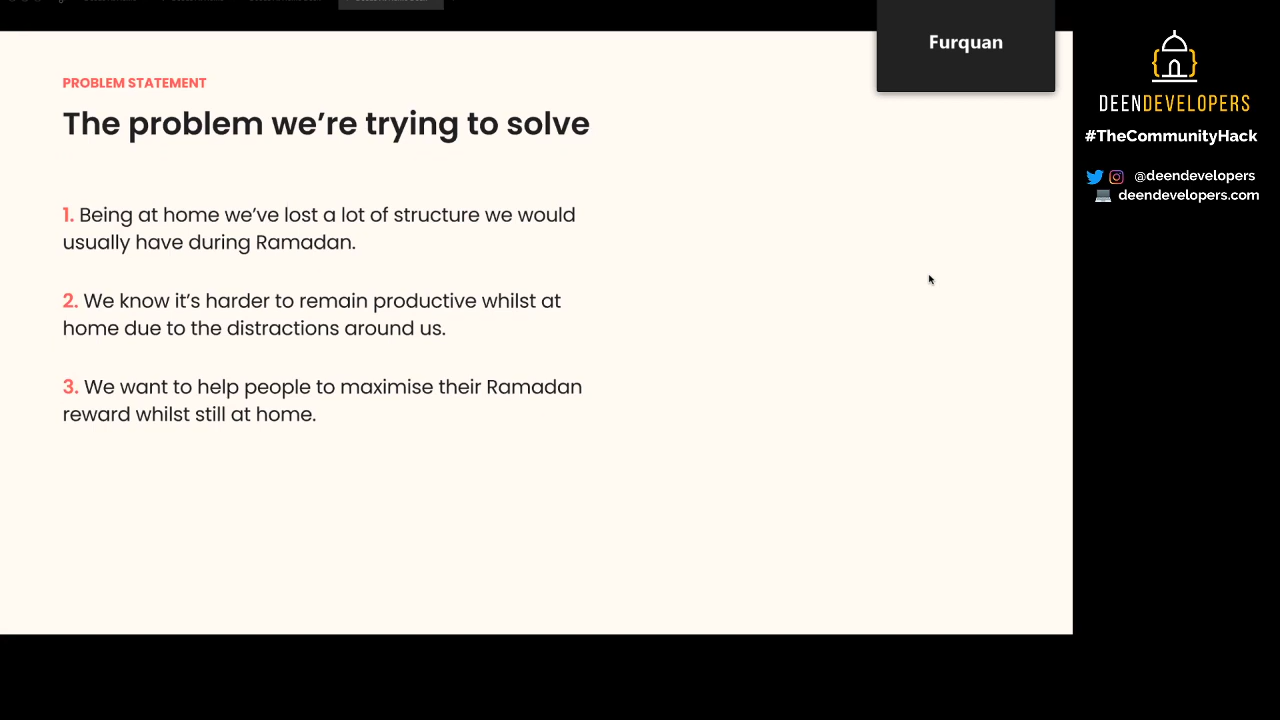 Furquan
PROBLEM STATEMENT
The problem we’re trying to solve
1. Being at home we’ve lost a lot of structure we would
usually have during Ramadan.
2. We know it’s harder to remain productive whilst at
home due to the distractions around us.
3. We want to help people to maximise their Ramadan
reward whilst still at home.
DEENDEVELOPERS
#TheCommunityHack
@deendevelopers
deendevelopers.com